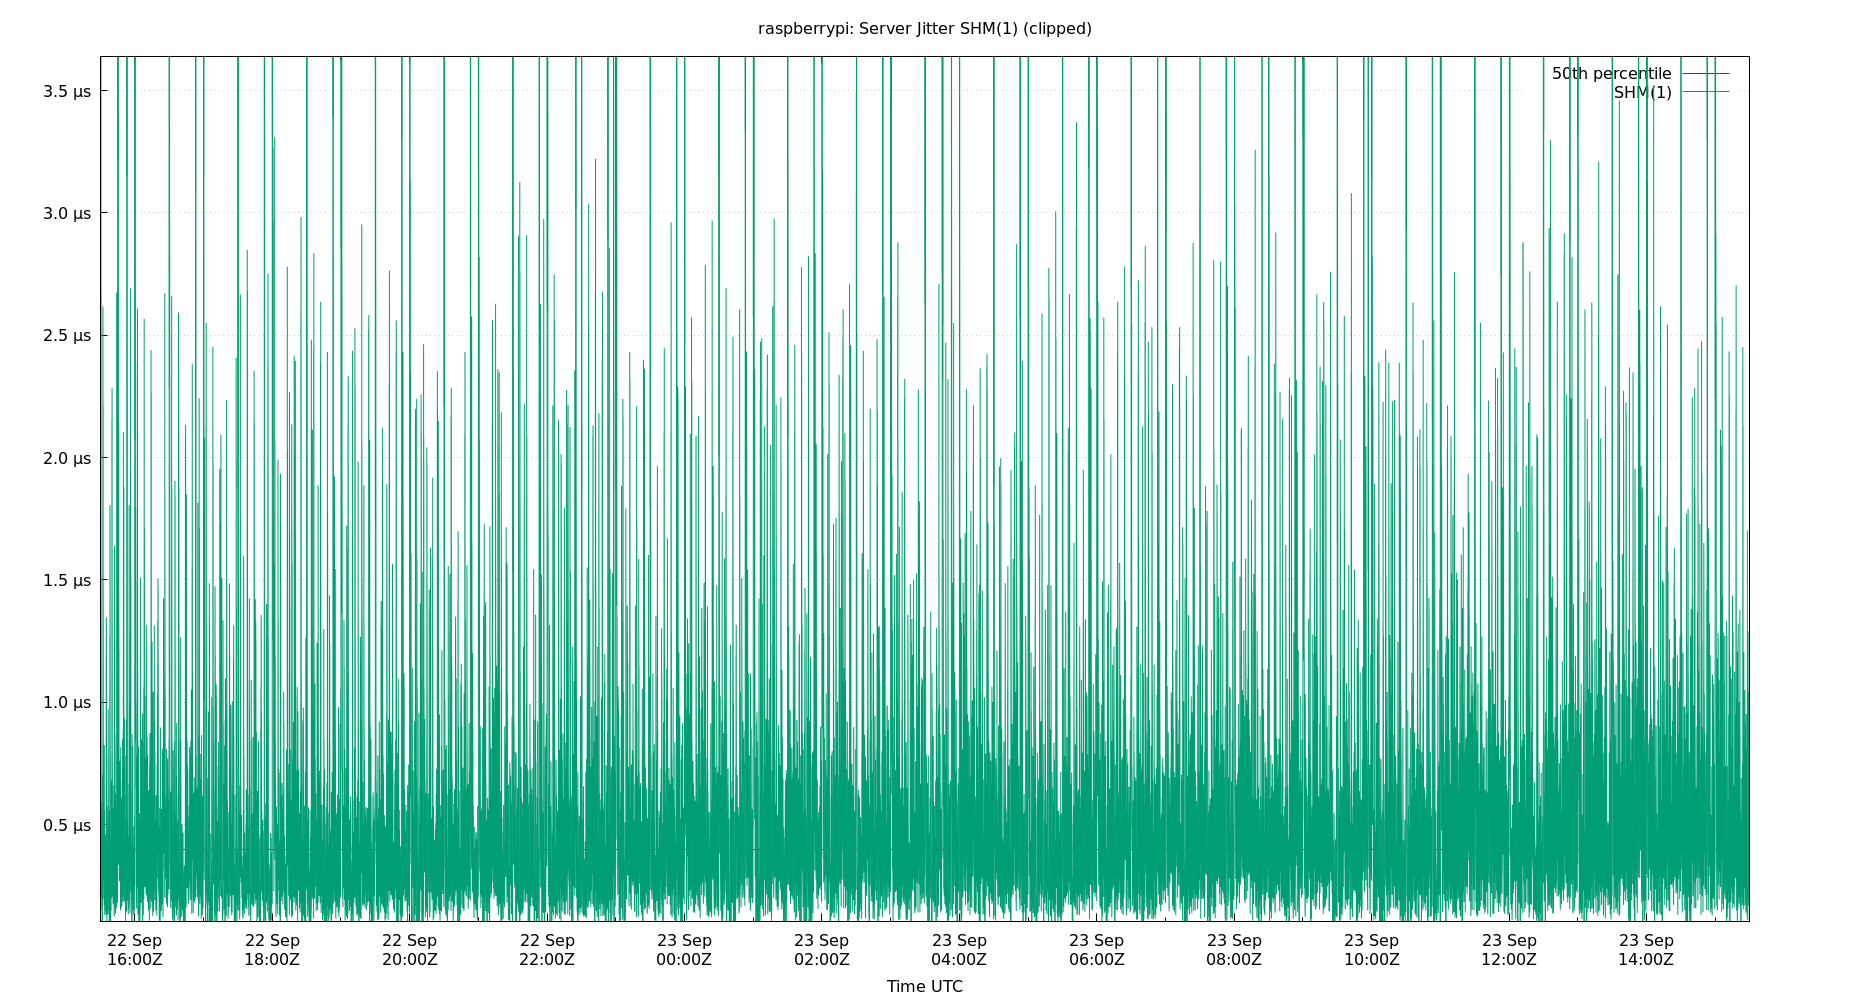 raspberrypi: Server Jitter SHM(1) (clipped)
50th percentile
SHM(1)
3.5 µs
3.0 µs
2.5 µs
2.0 µs
1.5 µs
1.0 µs
0.5 µs
22 Sep 22 Sep 22 Sep 22 Sep 23 Sep 23 Sep 23 Sep 23 Sep 23 Sep 23 Sep 23 Sep 23 Sep
16:00Z 18:00Z 20:00Z 22:00Z 00:00Z 02:00Z 04:00Z 06:00Z 08:00Z 10:00Z 12:00Z 14:00Z
Time UTC